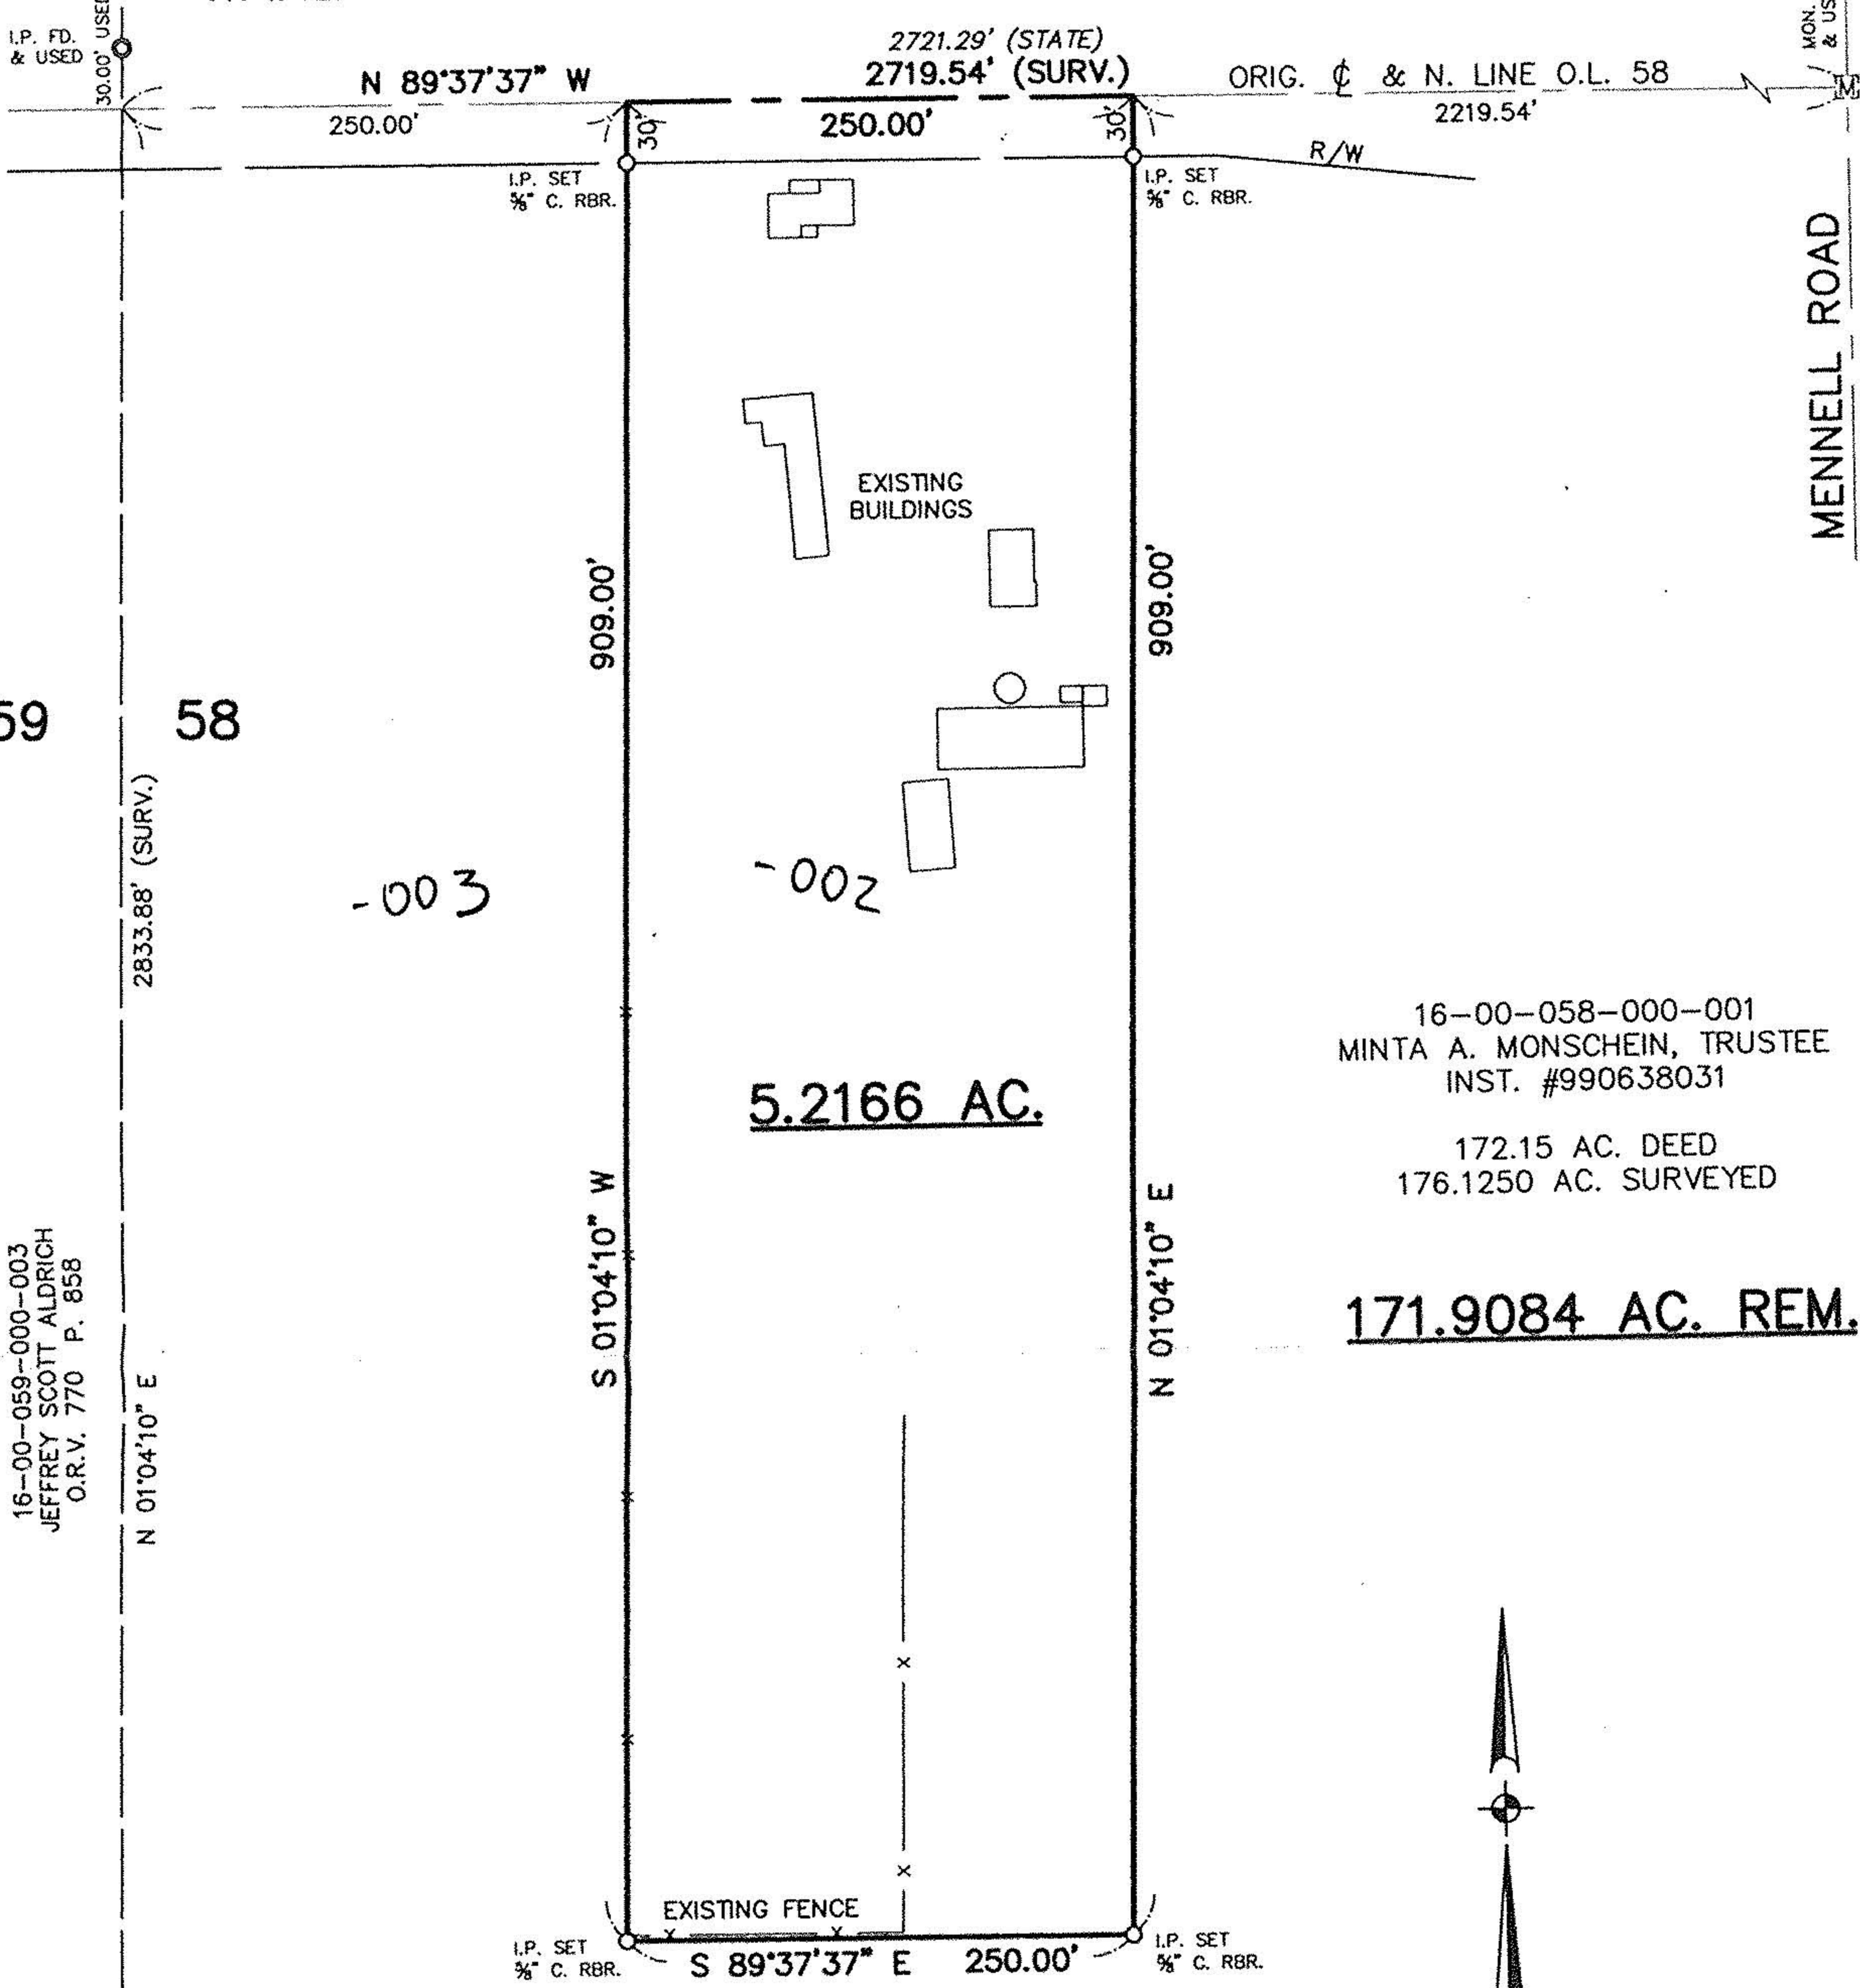 I.P. FD.
& USED
30.00' USED
2721.29' (STATE)
2719.54' (SURV.)
N 89°37'37" W
250.00'
30'
250.00'
30'
ORIG. ℄ & N. LINE O.L. 58
2219.54'
MON.
& US
M
R/W
I.P. SET
⅝" C. RBR.
I.P. SET
⅝" C. RBR.
MENNELL ROAD
EXISTING
BUILDINGS
909.00'
909.00'
59
58
2833.88' (SURV.)
-003
-002
16-00-058-000-001
MINTA A. MONSCHEIN, TRUSTEE
INST. #990638031
172.15 AC. DEED
176.1250 AC. SURVEYED
5.2166 AC.
171.9084 AC. REM.
S 01°04'10" W
N 01°04'10" E
16-00-059-000-003
JEFFREY SCOTT ALDRICH
O.R.V. 770 P. 858
N 01°04'10" E
EXISTING FENCE
I.P. SET
⅝" C. RBR.
S 89°37'37" E 250.00'
I.P. SET
⅝" C. RBR.